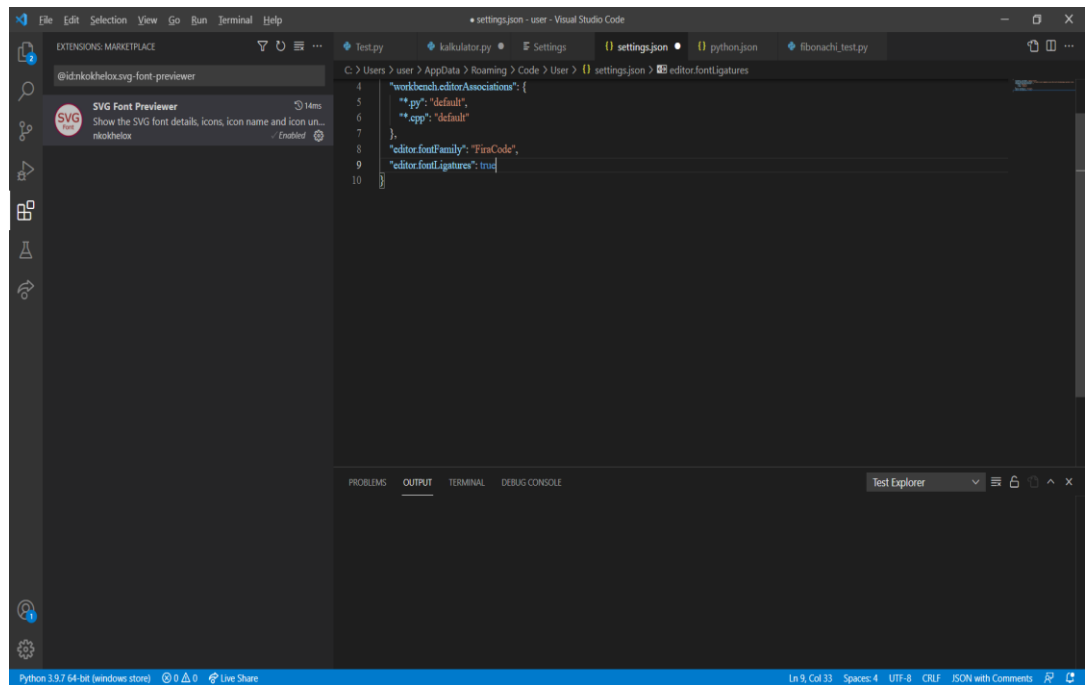 File Edit Selection View Go Run Terminal Help
● settings.json - user - Visual Studio Code
EXTENSIONS: MARKETPLACE
@id:nkokhelox.svg-font-previewer
SVG Font Previewer 14ms
Show the SVG font details, icons, icon name and icon un...
nkokhelox ✓ Enabled
SVG
Font
2
Test.py kalkulator.py ● Settings {} settings.json ● {} python.json fibonachi_test.py
C: > Users > user > AppData > Roaming > Code > User > {} settings.json > editor.fontLigatures
4 "workbench.editorAssociations": {
5 "*.py": "default",
6 "*.cpp": "default"
7 },
8 "editor.fontFamily": "FiraCode",
9 "editor.fontLigatures": true
10 }
PROBLEMS OUTPUT TERMINAL DEBUG CONSOLE Test Explorer
1
Python 3.9.7 64-bit (windows store) 0 0 Live Share Ln 9, Col 33 Spaces: 4 UTF-8 CRLF JSON with Comments